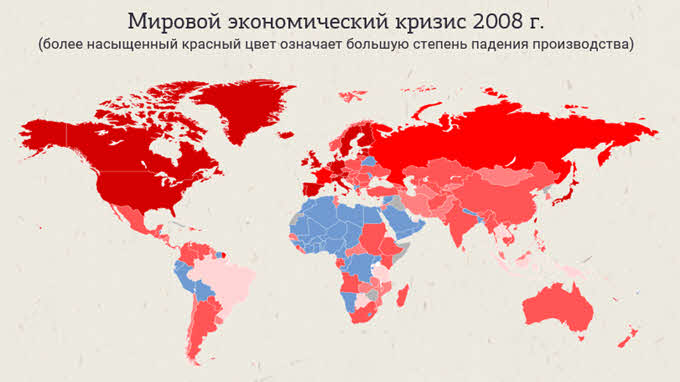 Мировой экономический кризис 2008 г.
(более насыщенный красный цвет означает большую степень падения производства)